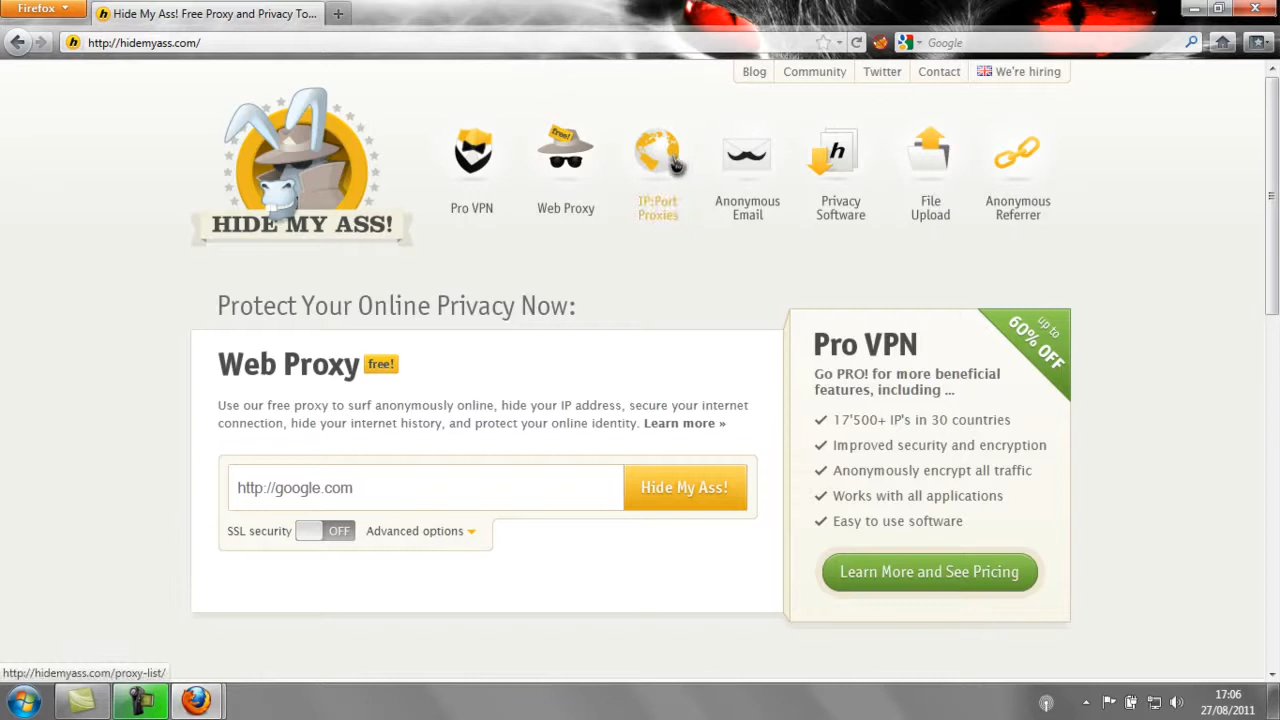 Firefox
Hide My Ass! Free Proxy and Privacy To...
http://hidemyass.com/
Google
Blog
Community
Twitter
Contact
We're hiring
HIDE MY ASS!
free!
h
Pro VPN
Web Proxy
IP:Port
Proxies
Anonymous
Email
Privacy
Software
File
Upload
Anonymous
Referrer
Protect Your Online Privacy Now:
Web Proxy free!
Use our free proxy to surf anonymously online, hide your IP address, secure your internet
connection, hide your internet history, and protect your online identity. Learn more »
http://google.com
Hide My Ass!
SSL security OFF Advanced options
up to
60% OFF
Pro VPN
Go PRO! for more beneficial
features, including ...
17'500+ IP's in 30 countries
Improved security and encryption
Anonymously encrypt all traffic
Works with all applications
Easy to use software
Learn More and See Pricing
http://hidemyass.com/proxy-list/
17:06
27/08/2011